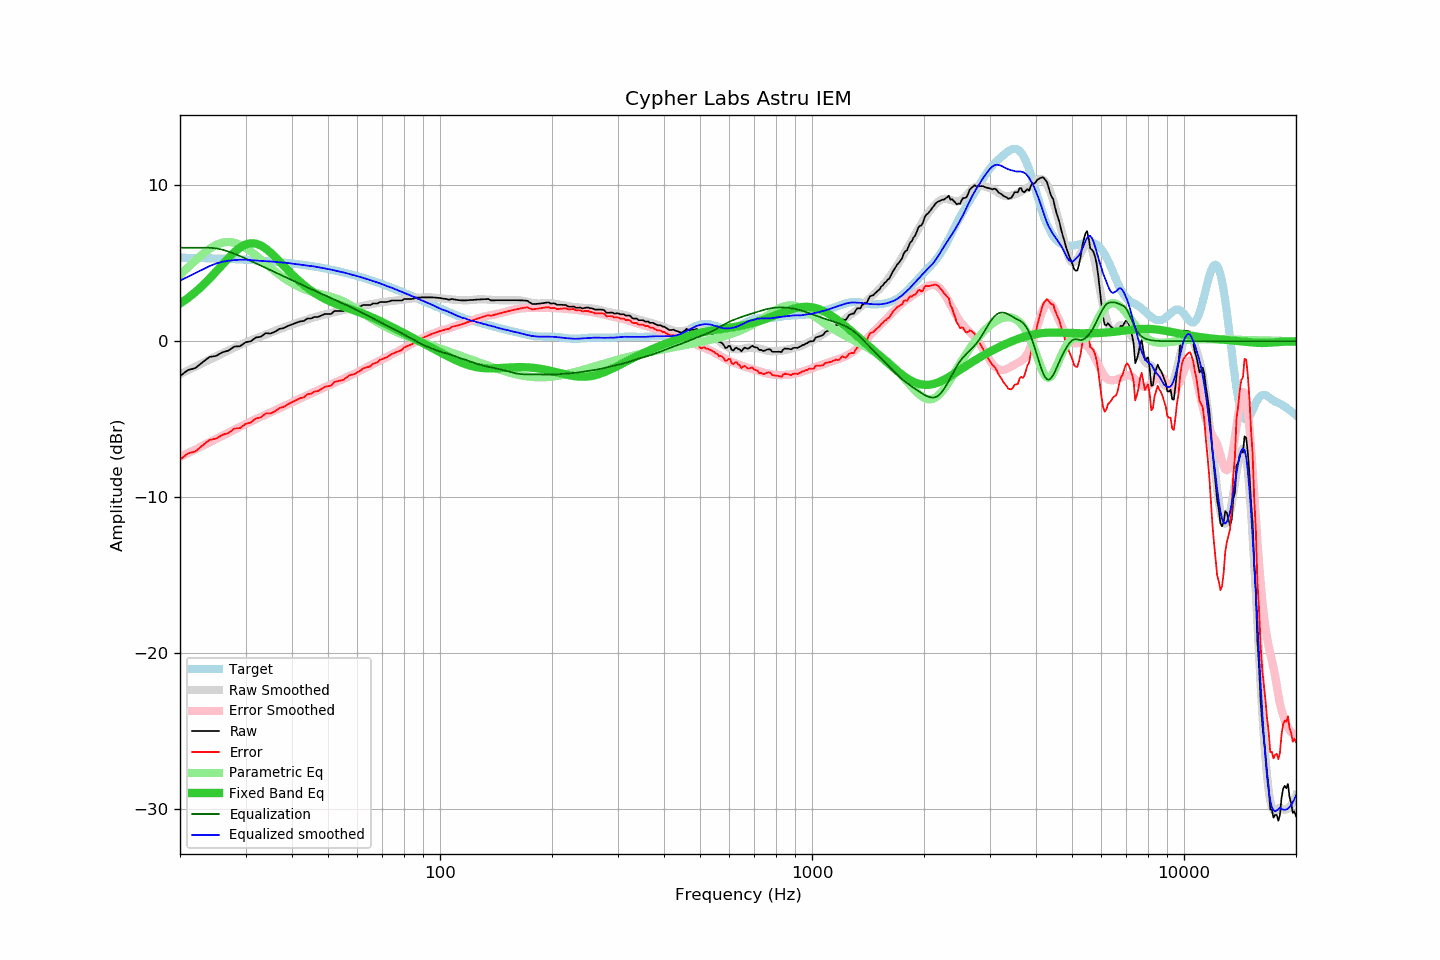 Cypher Labs Astru IEM
10
0
−10
−20
−30
Amplitude (dBr)
Target
Raw Smoothed
Error Smoothed
Raw
Error
Parametric Eq
Fixed Band Eq
Equalization
Equalized smoothed
100
1000
10000
Frequency (Hz)